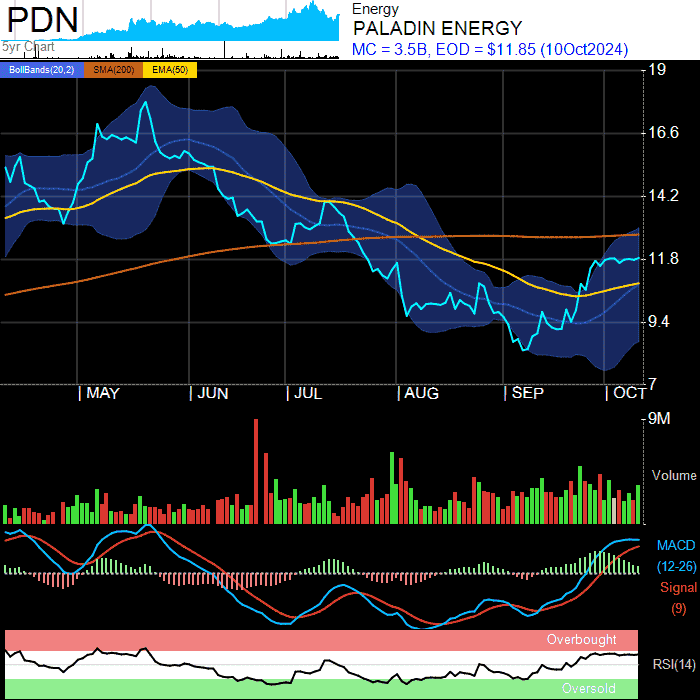 PDN
5yr Chart
Energy
PALADIN ENERGY
MC = 3.5B, EOD = $11.85 (10Oct2024)
BollBands(20,2) SMA(200) EMA(50)
19
16.6
14.2
11.8
9.4
7
MAY JUN JUL AUG SEP OCT
9M
Volume
MACD
(12-26)
Signal
(9)
Overbought
RSI(14)
Oversold